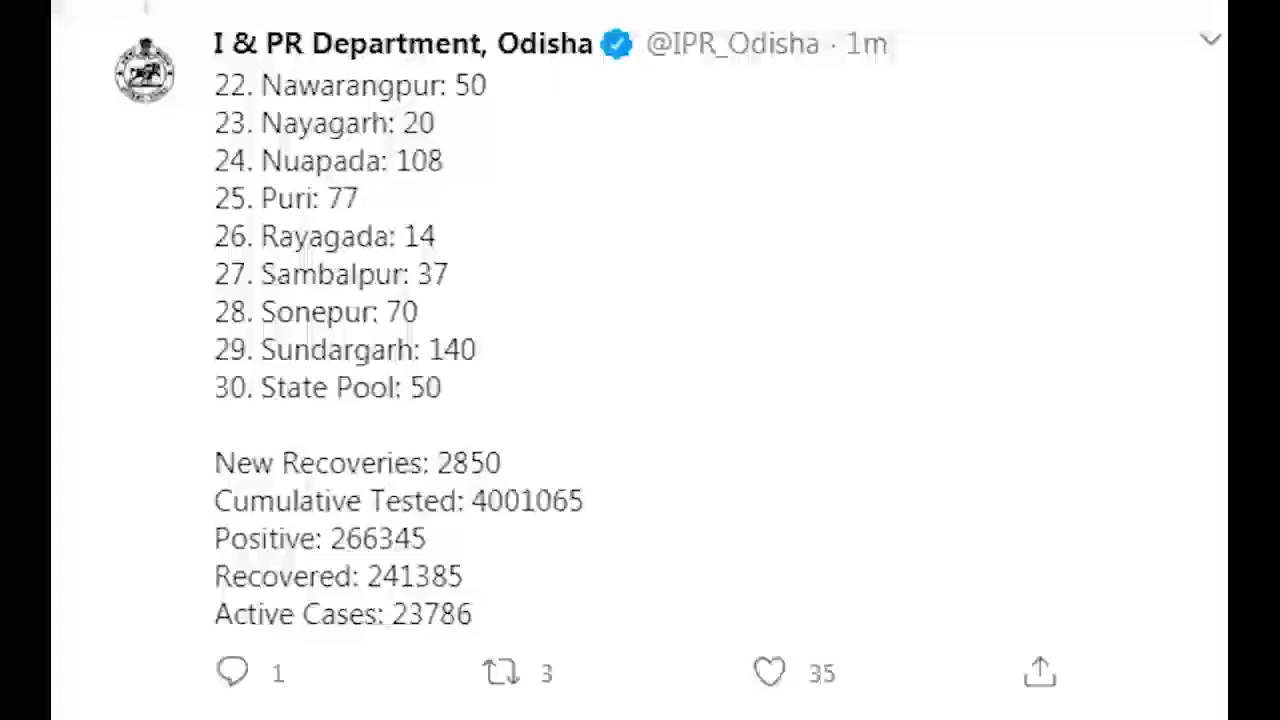 I & PR Department, Odisha @IPR_Odisha · 1m
22. Nawarangpur: 50
23. Nayagarh: 20
24. Nuapada: 108
25. Puri: 77
26. Rayagada: 14
27. Sambalpur: 37
28. Sonepur: 70
29. Sundargarh: 140
30. State Pool: 50
New Recoveries: 2850
Cumulative Tested: 4001065
Positive: 266345
Recovered: 241385
Active Cases: 23786
1 3 35